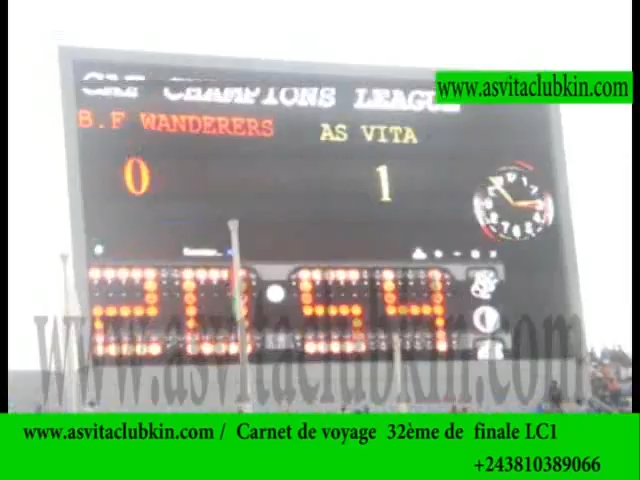 CAF CHAMPIONS LEAGUE
www.asvitaclubkin.com
B.F WANDERERS AS VITA
0 1
20 54
www.asvitaclubkin.com
www.asvitaclubkin.com / Carnet de voyage 32ème de finale LC1
+243810389066